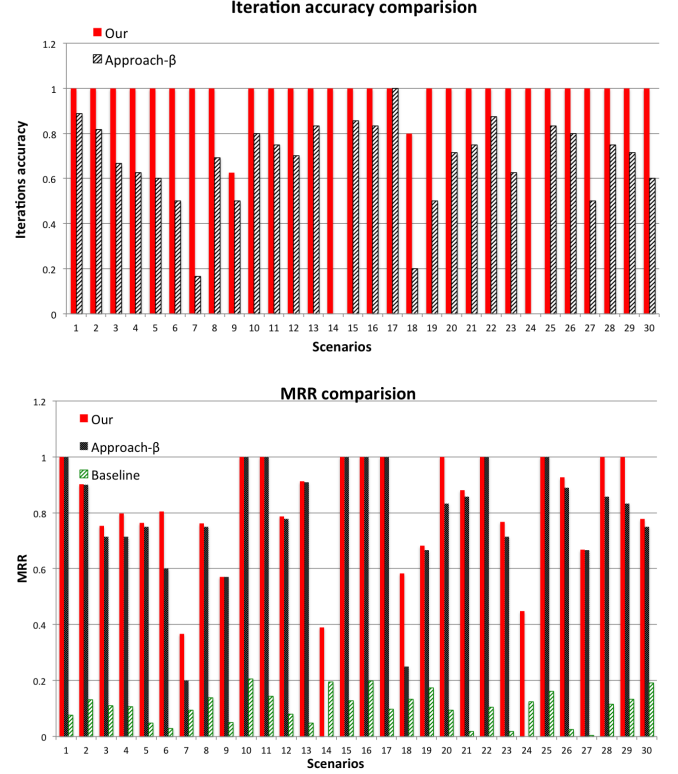 Iteration accuracy comparision
Our
Approach-β
1.2
1
0.8
0.6
0.4
0.2
0
Iterations accuracy
1 2 3 4 5 6 7 8 9 10 11 12 13 14 15 16 17 18 19 20 21 22 23 24 25 26 27 28 29 30
Scenarios
MRR comparision
Our
Approach-β
Baseline
1.2
1
0.8
0.6
0.4
0.2
0
MRR
1 2 3 4 5 6 7 8 9 10 11 12 13 14 15 16 17 18 19 20 21 22 23 24 25 26 27 28 29 30
Scenarios